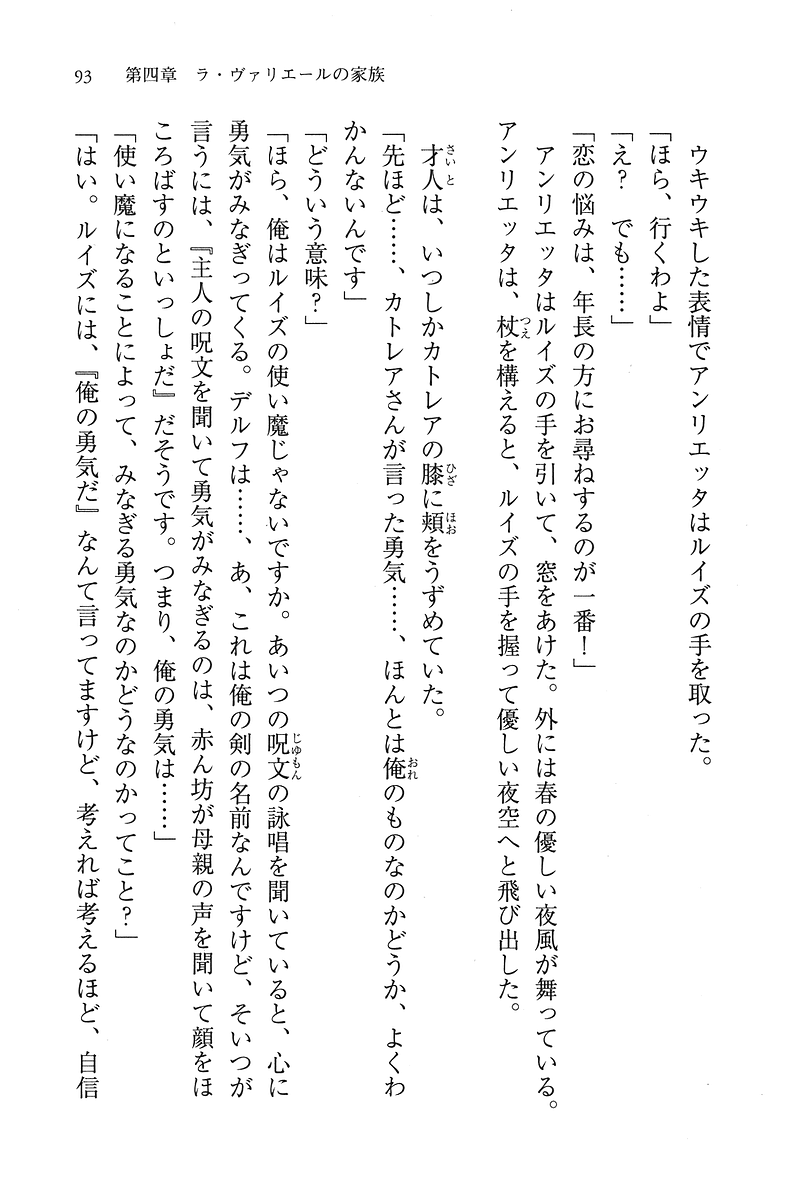 93　第四章　ラ・ヴァリエールの家族
　ウキウキした表情でアンリエッタはルイズの手を取った。
「ほら、行くわよ」
「え？　でも……」
「恋の悩みは、年長の方にお尋ねするのが一番！」
　アンリエッタはルイズの手を引いて、窓をあけた。外には春の優しい夜風が舞っている。
アンリエッタは、杖を構えると、ルイズの手を握って優しい夜空へと飛び出した。
　才人は、いつしかカトレアの膝に頬をうずめていた。
「先ほど……、カトレアさんが言った勇気……、ほんとは俺のものなのかどうか、よくわ
かんないんです」
「どういう意味？」
「ほら、俺はルイズの使い魔じゃないですか。あいつの呪文の詠唱を聞いていると、心に
勇気がみなぎってくる。デルフは……、あ、これは俺の剣の名前なんですけど、そいつが
言うには、『主人の呪文を聞いて勇気がみなぎるのは、赤ん坊が母親の声を聞いて顔をほ
ころばすのといっしょだ』だそうです。つまり、俺の勇気は……」
「使い魔になることによって、みなぎる勇気なのかどうなのかってこと？」
「はい。ルイズには、『俺の勇気だ』なんて言ってますけど、考えれば考えるほど、自信